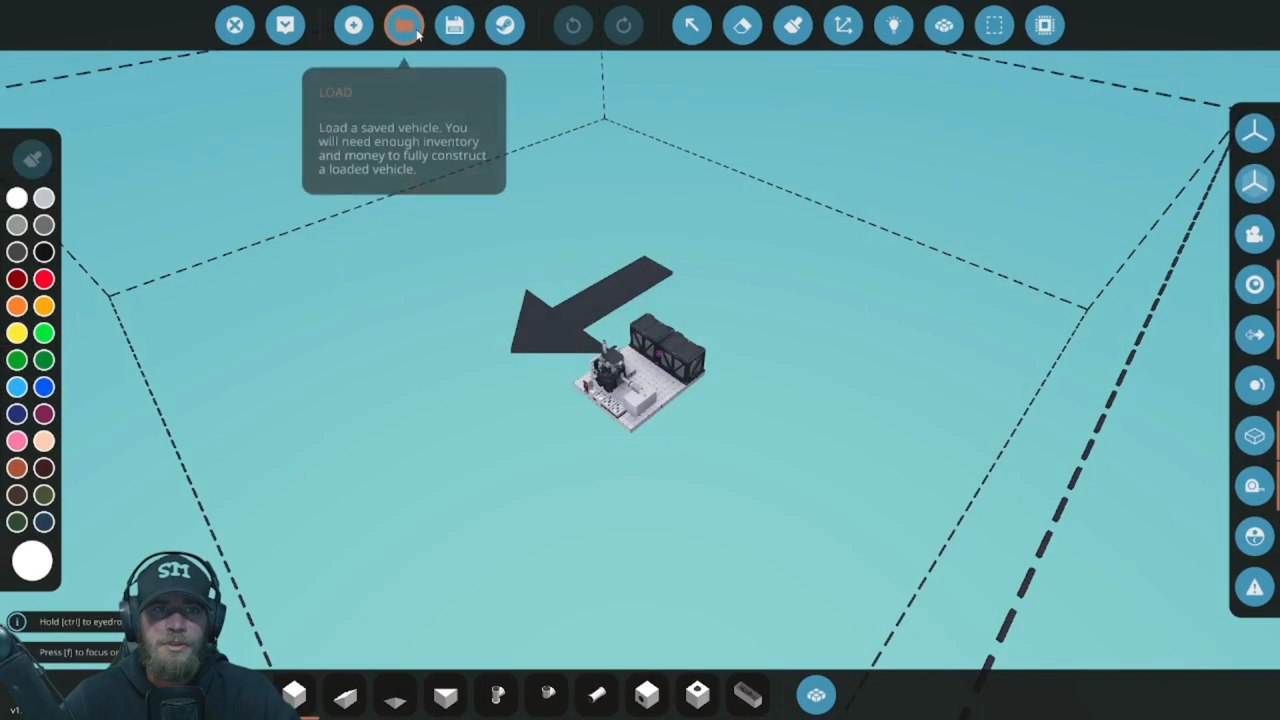 LOAD
Load a saved vehicle. You
will need enough inventory
and money to fully construct
a loaded vehicle.
SM
Hold [ctrl] to eyedro
Press [f] to focus or
v1.